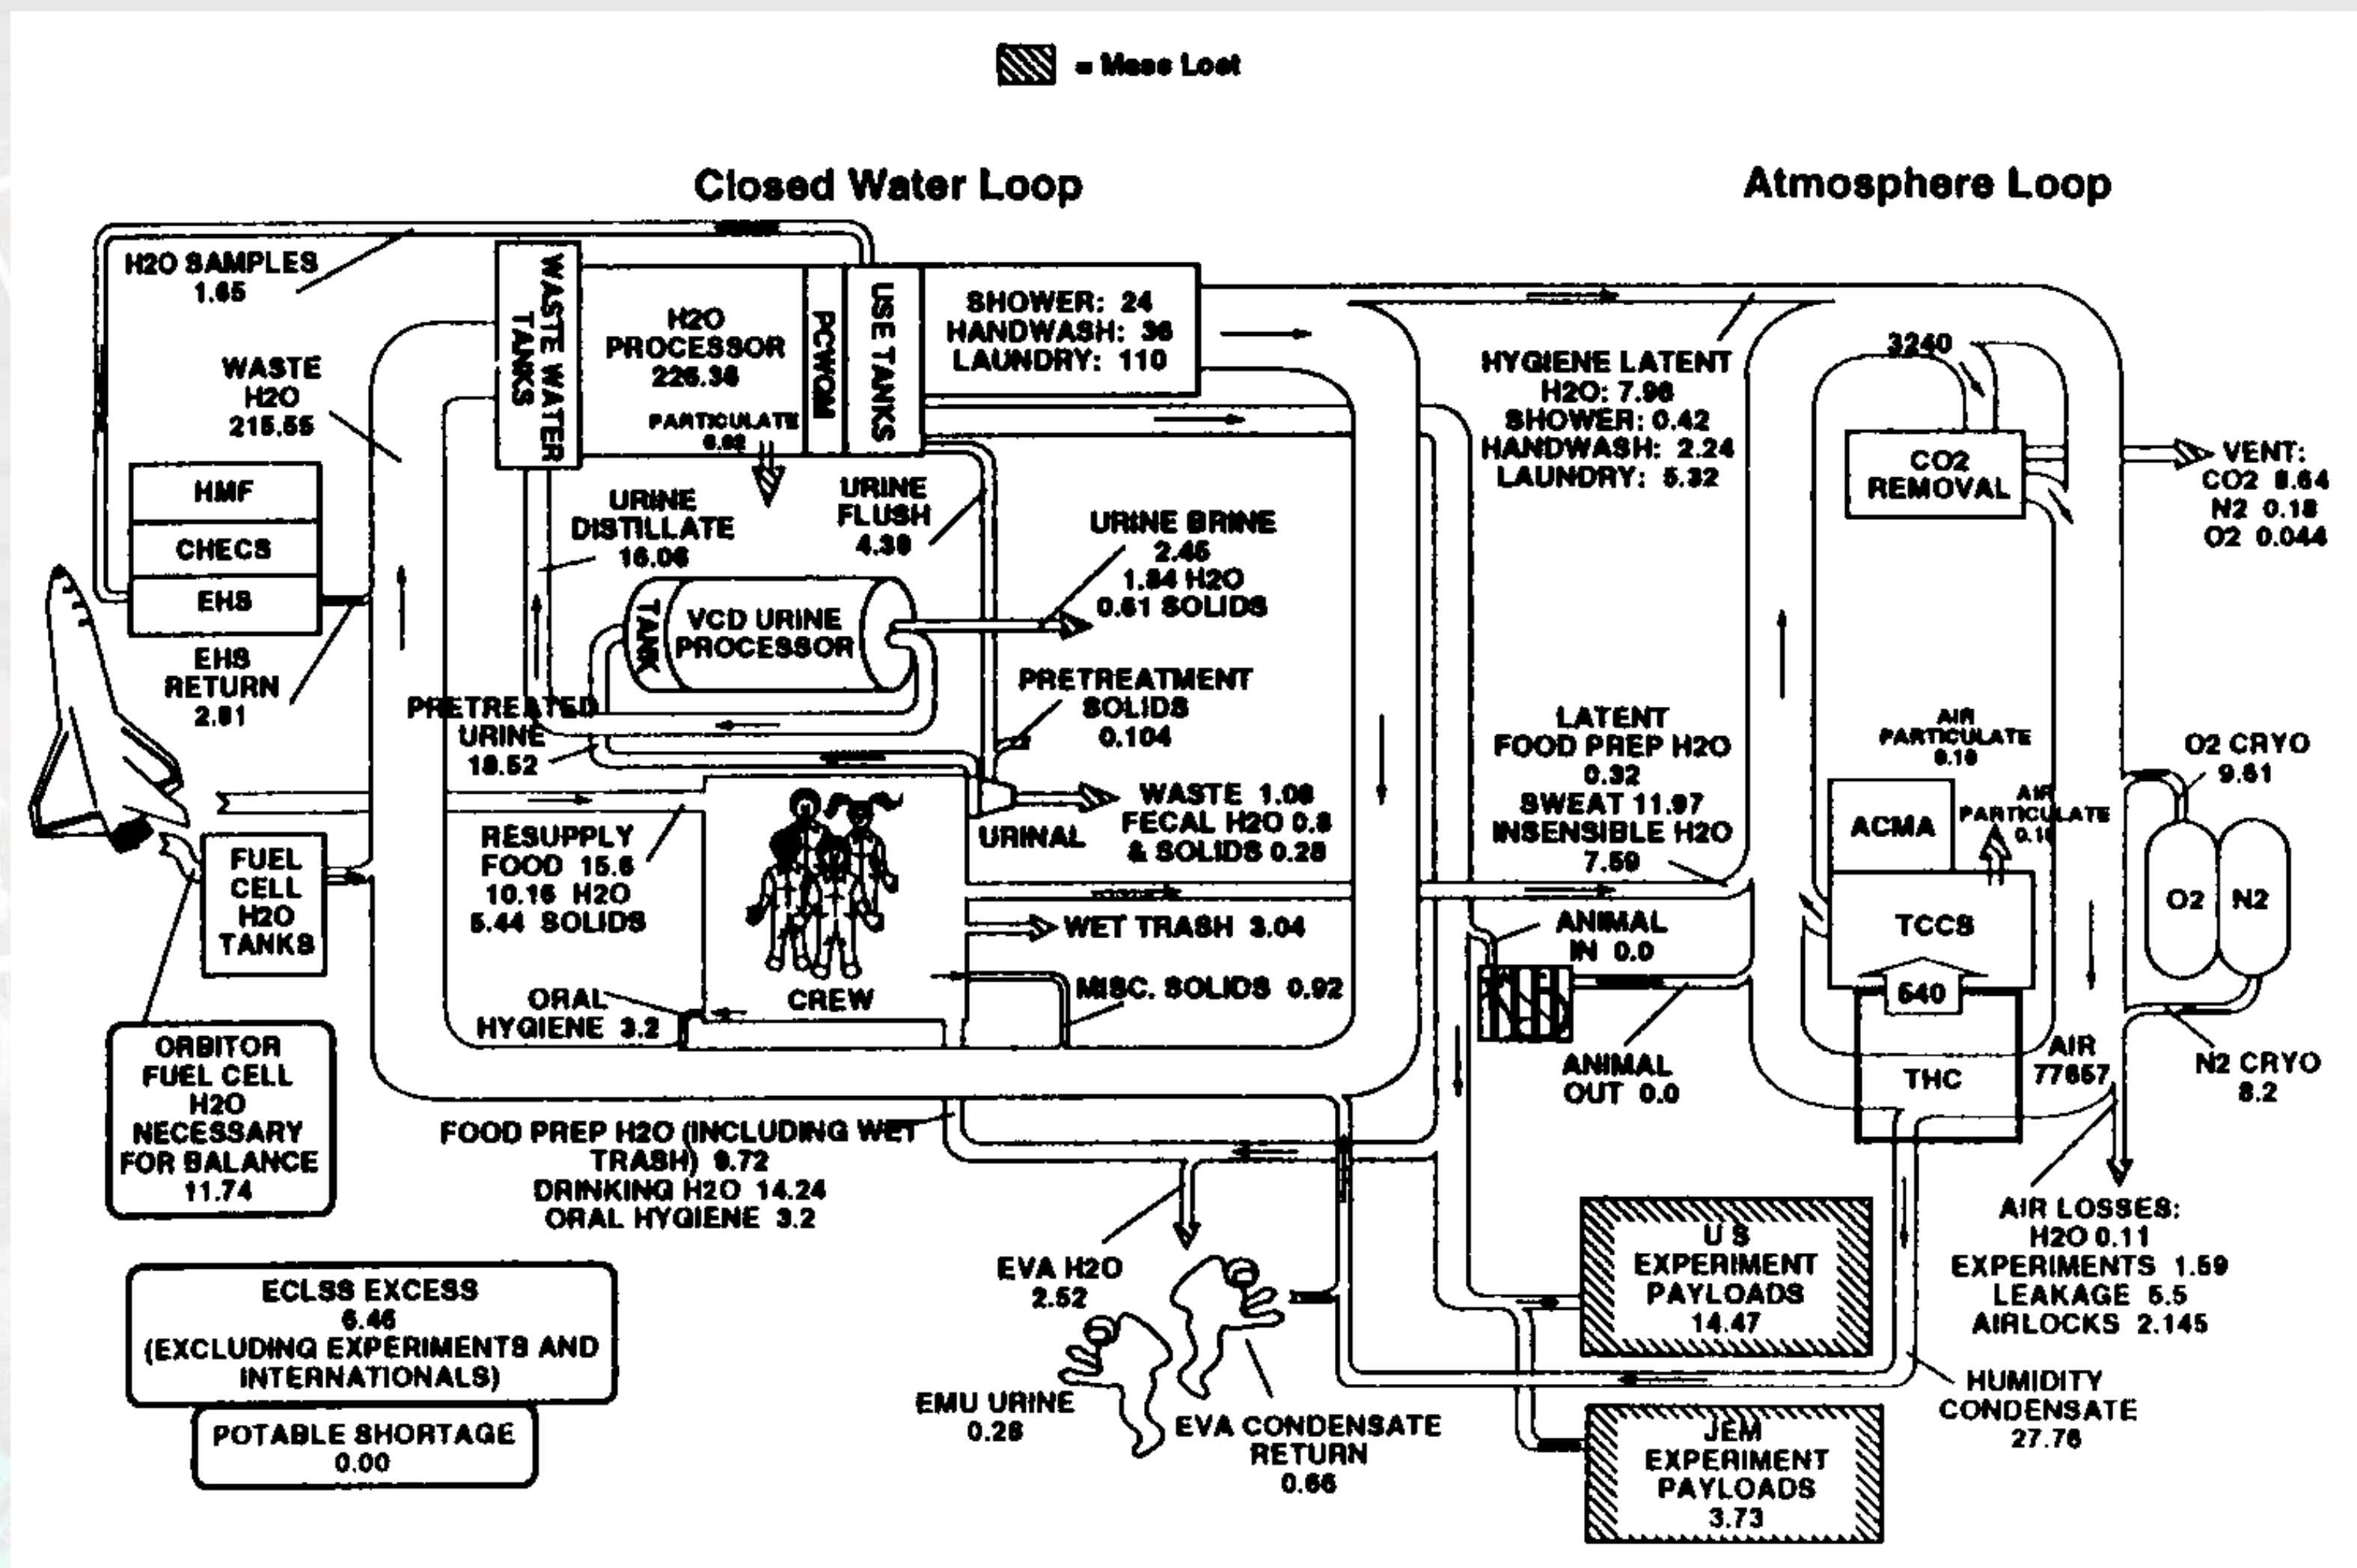 = Mass Lost
Closed Water Loop
Atmosphere Loop
H2O SAMPLES
1.65
WASTE
H2O
215.55
HMF
CHECS
EHS
EHS
RETURN
2.81
WASTE WATER
TANKS
H2O
PROCESSOR
PARTICULATE
PCWQM
USE TANKS
SHOWER: 24
HANDWASH: 36
LAUNDRY: 110
3240
HYGIENE LATENT
H2O: 7.98
SHOWER: 0.42
HANDWASH: 2.24
LAUNDRY: 5.32
CO2
REMOVAL
VENT:
CO2 8.64
N2 0.18
O2 0.044
URINE
DISTILLATE
16.06
URINE
FLUSH
URINE BRINE
2.45
1.84 H2O
0.61 SOLIDS
TANK
VCD URINE
PROCESSOR
PRETREATED
URINE
18.52
PRETREATMENT
SOLIDS
0.104
URINAL
WASTE 1.08
FECAL H2O 0.8
& SOLIDS 0.28
FUEL
CELL
H2O
TANKS
RESUPPLY
FOOD 15.6
10.16 H2O
5.44 SOLIDS
WET TRASH 3.04
MISC. SOLIDS 0.92
ORAL
HYGIENE 3.2
CREW
LATENT
FOOD PREP H2O
0.32
SWEAT 11.97
INSENSIBLE H2O
7.59
ANIMAL
IN 0.0
ANIMAL
OUT 0.0
AIR
PARTICULATE
AIR
PARTICULATE
ACMA
TCCS
540
THC
AIR
77657
O2 CRYO
9.61
O2
N2
N2 CRYO
8.2
ORBITOR
FUEL CELL
H2O
NECESSARY
FOR BALANCE
11.74
FOOD PREP H2O (INCLUDING WET
TRASH) 9.72
DRINKING H2O 14.24
ORAL HYGIENE 3.2
ECLSS EXCESS
6.46
(EXCLUDING EXPERIMENTS AND
INTERNATIONALS)
POTABLE SHORTAGE
0.00
EVA H2O
2.52
EMU URINE
0.28
EVA CONDENSATE
RETURN
0.66
U S
EXPERIMENT
PAYLOADS
14.47
JEM
EXPERIMENT
PAYLOADS
3.73
AIR LOSSES:
H2O 0.11
EXPERIMENTS 1.59
LEAKAGE 5.5
AIRLOCKS 2.145
HUMIDITY
CONDENSATE
27.76